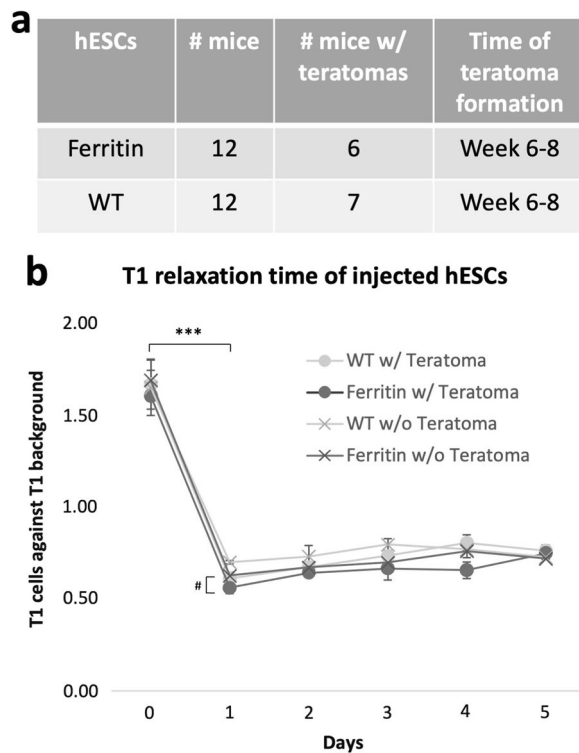 a
hESCs # mice # mice w/ teratomas Time of teratoma formation
Ferritin 12 6 Week 6-8
WT 12 7 Week 6-8
b
T1 relaxation time of injected hESCs
T1 cells against T1 background
2.00
1.50
1.00
0.50
0.00
***
#
WT w/ Teratoma
Ferritin w/ Teratoma
WT w/o Teratoma
Ferritin w/o Teratoma
0 1 2 3 4 5
Days